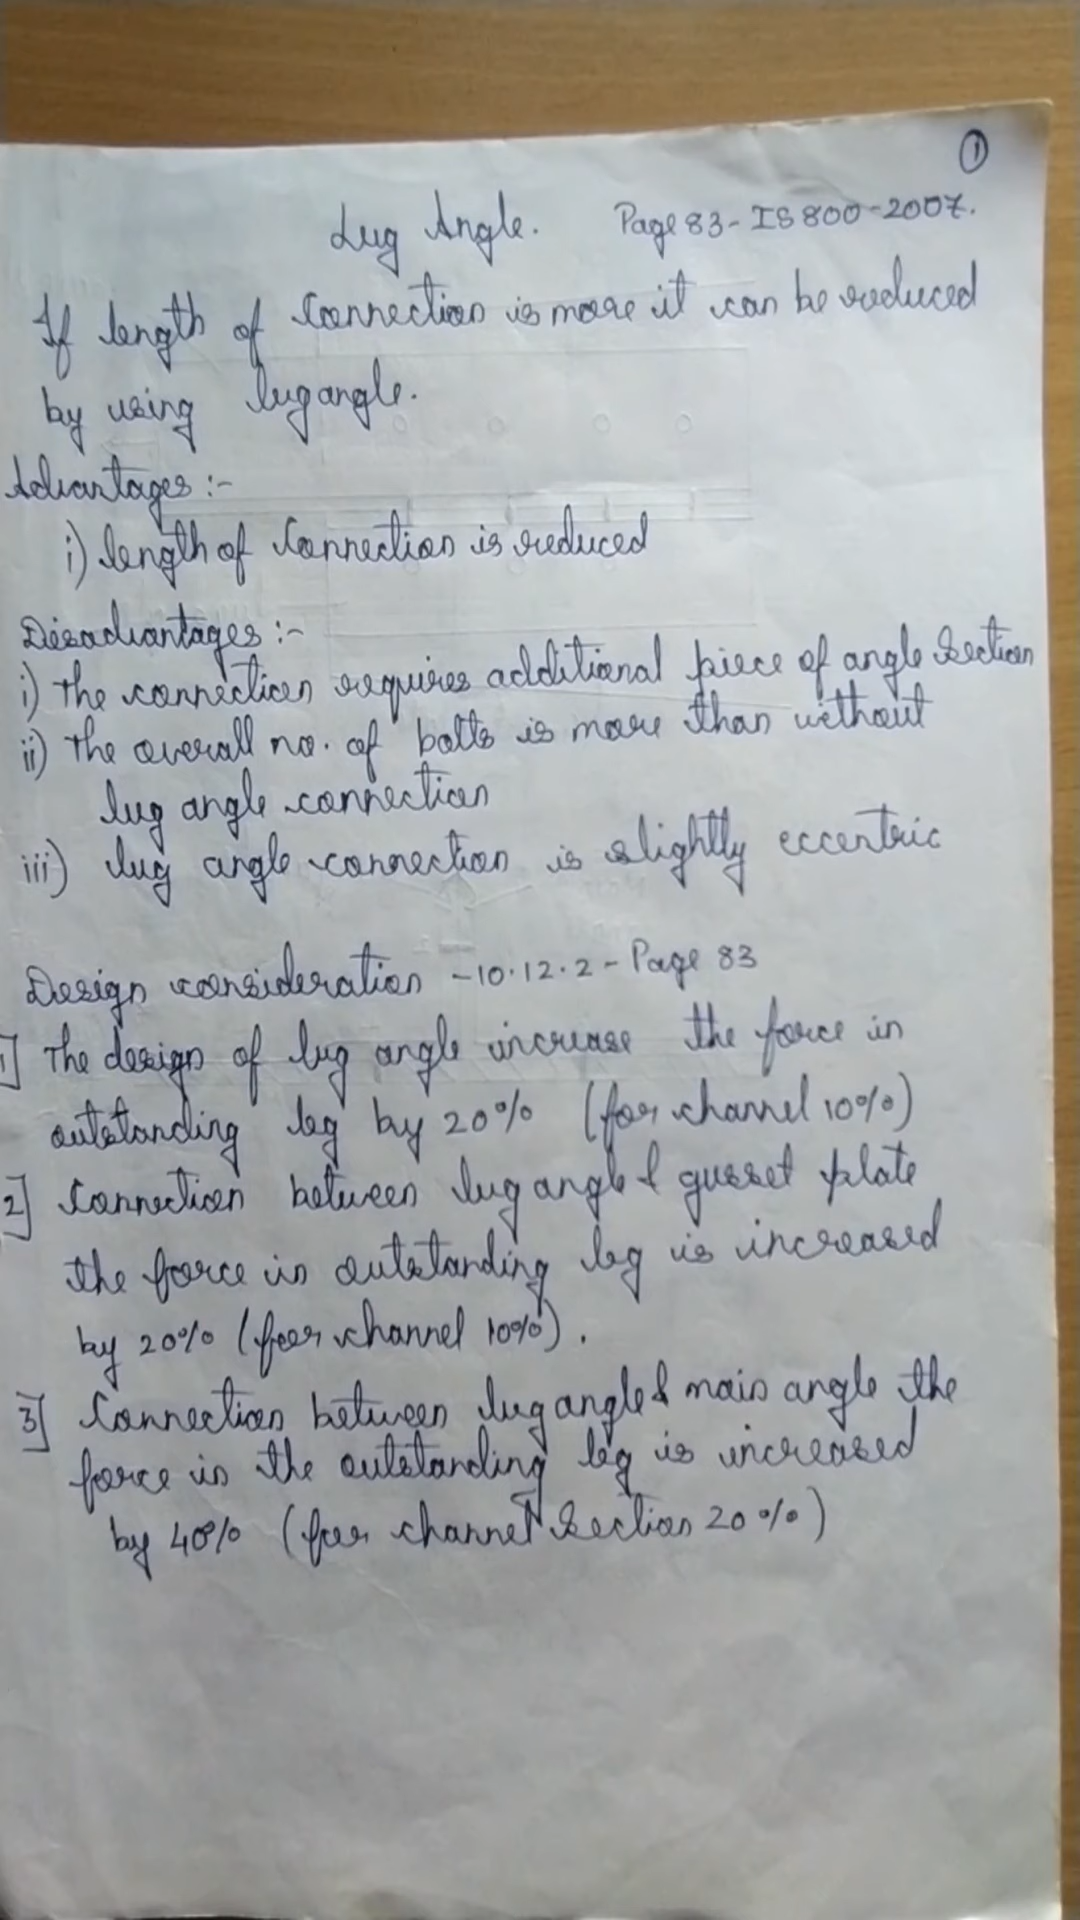 ①
Lug Angle. Page 83 - IS 800-2007.
If length of Connection is more it can be reduced
by using lug angle.
Advantages :-
i) length of Connection is reduced
Disadvantages :-
i) The connection requires additional piece of angle Section
ii) The overall no. of bolts is more than without
lug angle connection
iii) lug angle connection is slightly eccentric
Design consideration - 10.12.2 - Page 83
1] The design of lug angle increase the force in
outstanding leg by 20% (for channel 10%)
2] Connection between lug angle & gusset plate
the force in outstanding leg is increased
by 20% (for channel 10%).
3] Connection between lug angle & main angle the
force in the outstanding leg is increased
by 40% (for channel Section 20%)